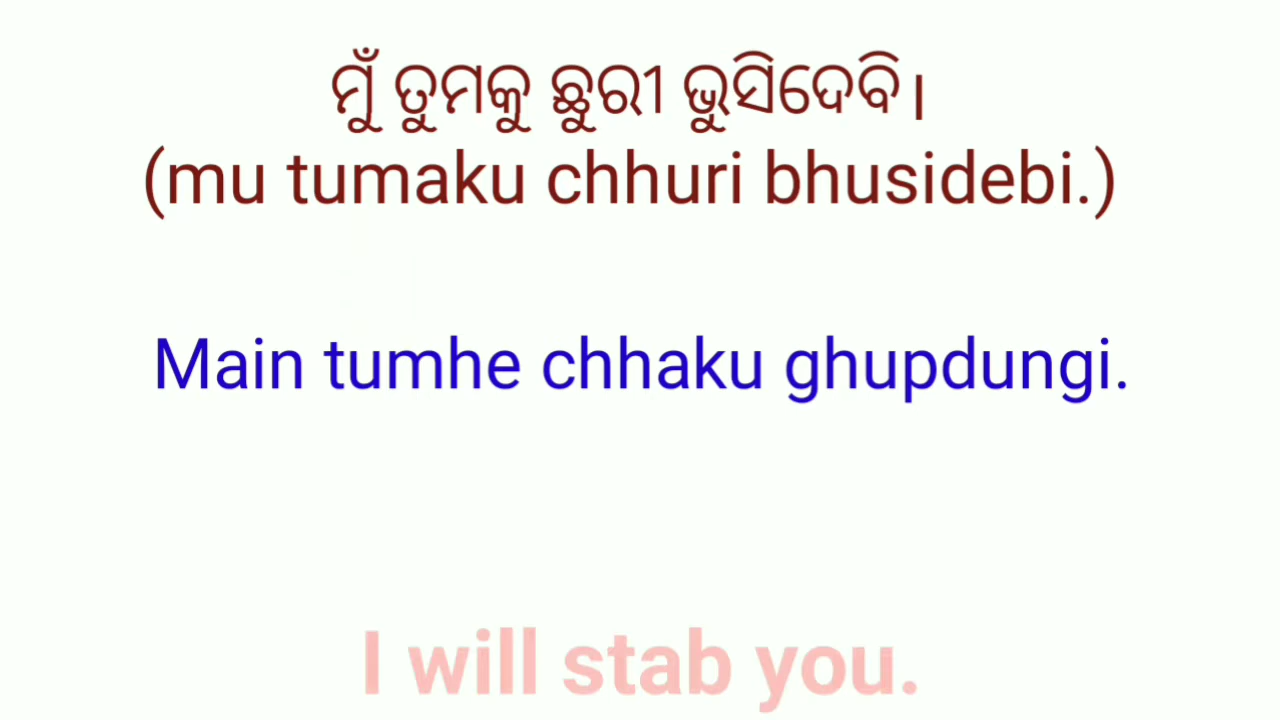 ମୁଁ ତୁମକୁ ଛୁରୀ ଭୁସିଦେବି।
(mu tumaku chhuri bhusidebi.)
Main tumhe chhaku ghupdungi.
I will stab you.